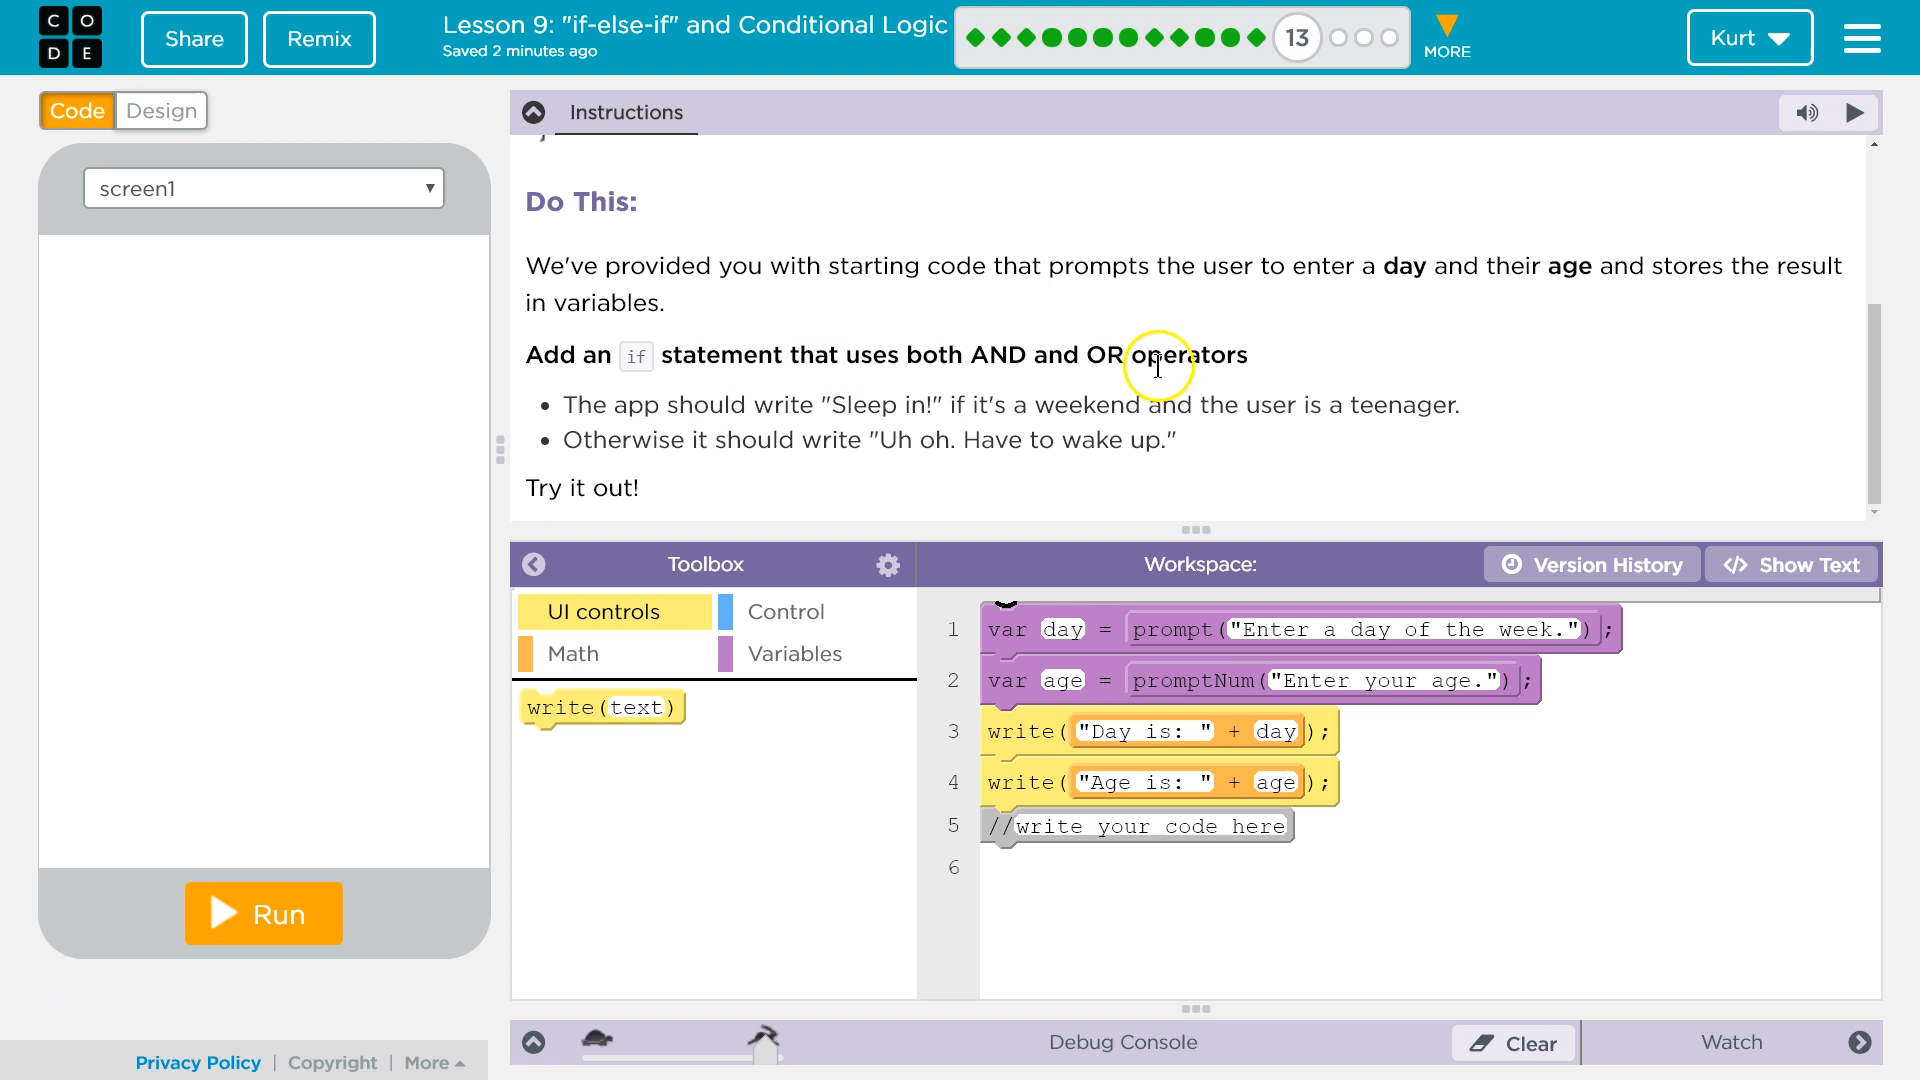 C O
D E
Share
Remix
Lesson 9: "if-else-if" and Conditional Logic
Saved 2 minutes ago
13
MORE
Kurt
Code
Design
Instructions
screen1
Do This:
We've provided you with starting code that prompts the user to enter a day and their age and stores the result
in variables.
Add an if statement that uses both AND and OR operators
• The app should write "Sleep in!" if it's a weekend and the user is a teenager.
• Otherwise it should write "Uh oh. Have to wake up."
Try it out!
Toolbox
Workspace:
Version History
</> Show Text
UI controls
Control
Math
Variables
write(text)
1 var day = prompt("Enter a day of the week.");
2 var age = promptNum("Enter your age.");
3 write("Day is: " + day);
4 write("Age is: " + age);
5 //write your code here
6
Run
Debug Console
Clear
Watch
Privacy Policy | Copyright | More